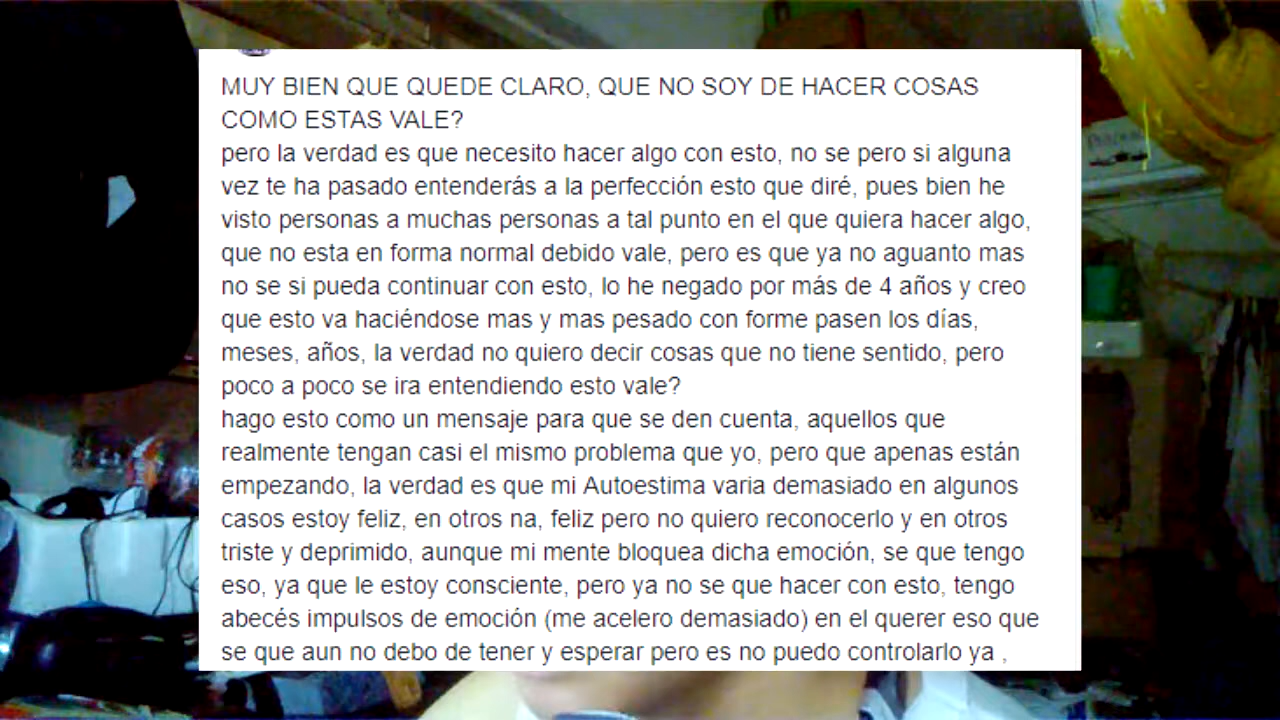 MUY BIEN QUE QUEDE CLARO, QUE NO SOY DE HACER COSAS
COMO ESTAS VALE?
pero la verdad es que necesito hacer algo con esto, no se pero si alguna
vez te ha pasado entenderás a la perfección esto que diré, pues bien he
visto personas a muchas personas a tal punto en el que quiera hacer algo,
que no esta en forma normal debido vale, pero es que ya no aguanto mas
no se si pueda continuar con esto, lo he negado por más de 4 años y creo
que esto va haciéndose mas y mas pesado con forme pasen los días,
meses, años, la verdad no quiero decir cosas que no tiene sentido, pero
poco a poco se ira entendiendo esto vale?
hago esto como un mensaje para que se den cuenta, aquellos que
realmente tengan casi el mismo problema que yo, pero que apenas están
empezando, la verdad es que mi Autoestima varia demasiado en algunos
casos estoy feliz, en otros na, feliz pero no quiero reconocerlo y en otros
triste y deprimido, aunque mi mente bloquea dicha emoción, se que tengo
eso, ya que le estoy consciente, pero ya no se que hacer con esto, tengo
abecés impulsos de emoción (me acelero demasiado) en el querer eso que
se que aun no debo de tener y esperar pero es no puedo controlarlo ya ,